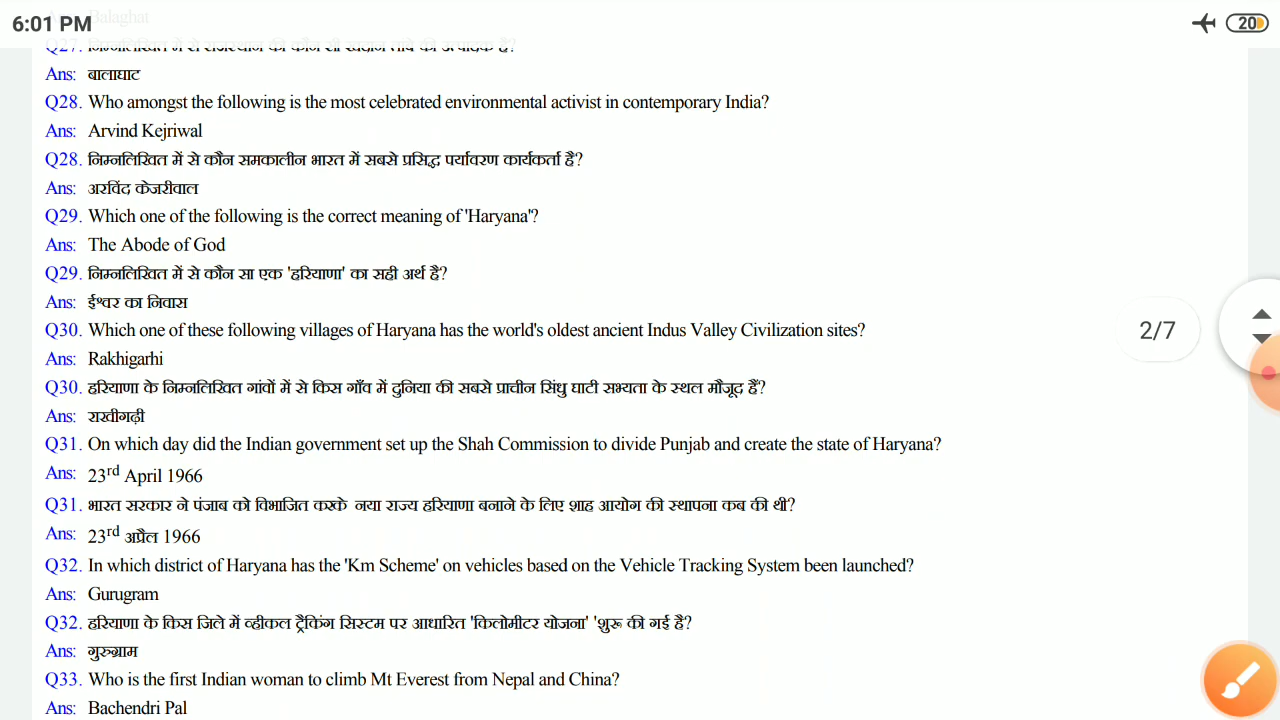 6:01 PM
20
Balaghat
Q27. निम्नलिखित में से राजस्थान की कौन सी खदान तांबे की उत्पादक है?
Ans: बालाघाट
Q28. Who amongst the following is the most celebrated environmental activist in contemporary India?
Ans: Arvind Kejriwal
Q28. निम्नलिखित में से कौन समकालीन भारत में सबसे प्रसिद्ध पर्यावरण कार्यकर्ता है?
Ans: अरविंद केजरीवाल
Q29. Which one of the following is the correct meaning of 'Haryana'?
Ans: The Abode of God
Q29. निम्नलिखित में से कौन सा एक 'हरियाणा' का सही अर्थ है?
Ans: ईश्वर का निवास
Q30. Which one of these following villages of Haryana has the world's oldest ancient Indus Valley Civilization sites?
Ans: Rakhigarhi
2/7
Q30. हरियाणा के निम्नलिखित गांवों में से किस गाँव में दुनिया की सबसे प्राचीन सिंधु घाटी सभ्यता के स्थल मौजूद हैं?
Ans: राखीगढ़ी
Q31. On which day did the Indian government set up the Shah Commission to divide Punjab and create the state of Haryana?
Ans: 23rd April 1966
Q31. भारत सरकार ने पंजाब को विभाजित करके नया राज्य हरियाणा बनाने के लिए शाह आयोग की स्थापना कब की थी?
Ans: 23rd अप्रैल 1966
Q32. In which district of Haryana has the 'Km Scheme' on vehicles based on the Vehicle Tracking System been launched?
Ans: Gurugram
Q32. हरियाणा के किस जिले में व्हीकल ट्रैकिंग सिस्टम पर आधारित 'किलोमीटर योजना' 'शुरू की गई है?
Ans: गुरुग्राम
Q33. Who is the first Indian woman to climb Mt Everest from Nepal and China?
Ans: Bachendri Pal